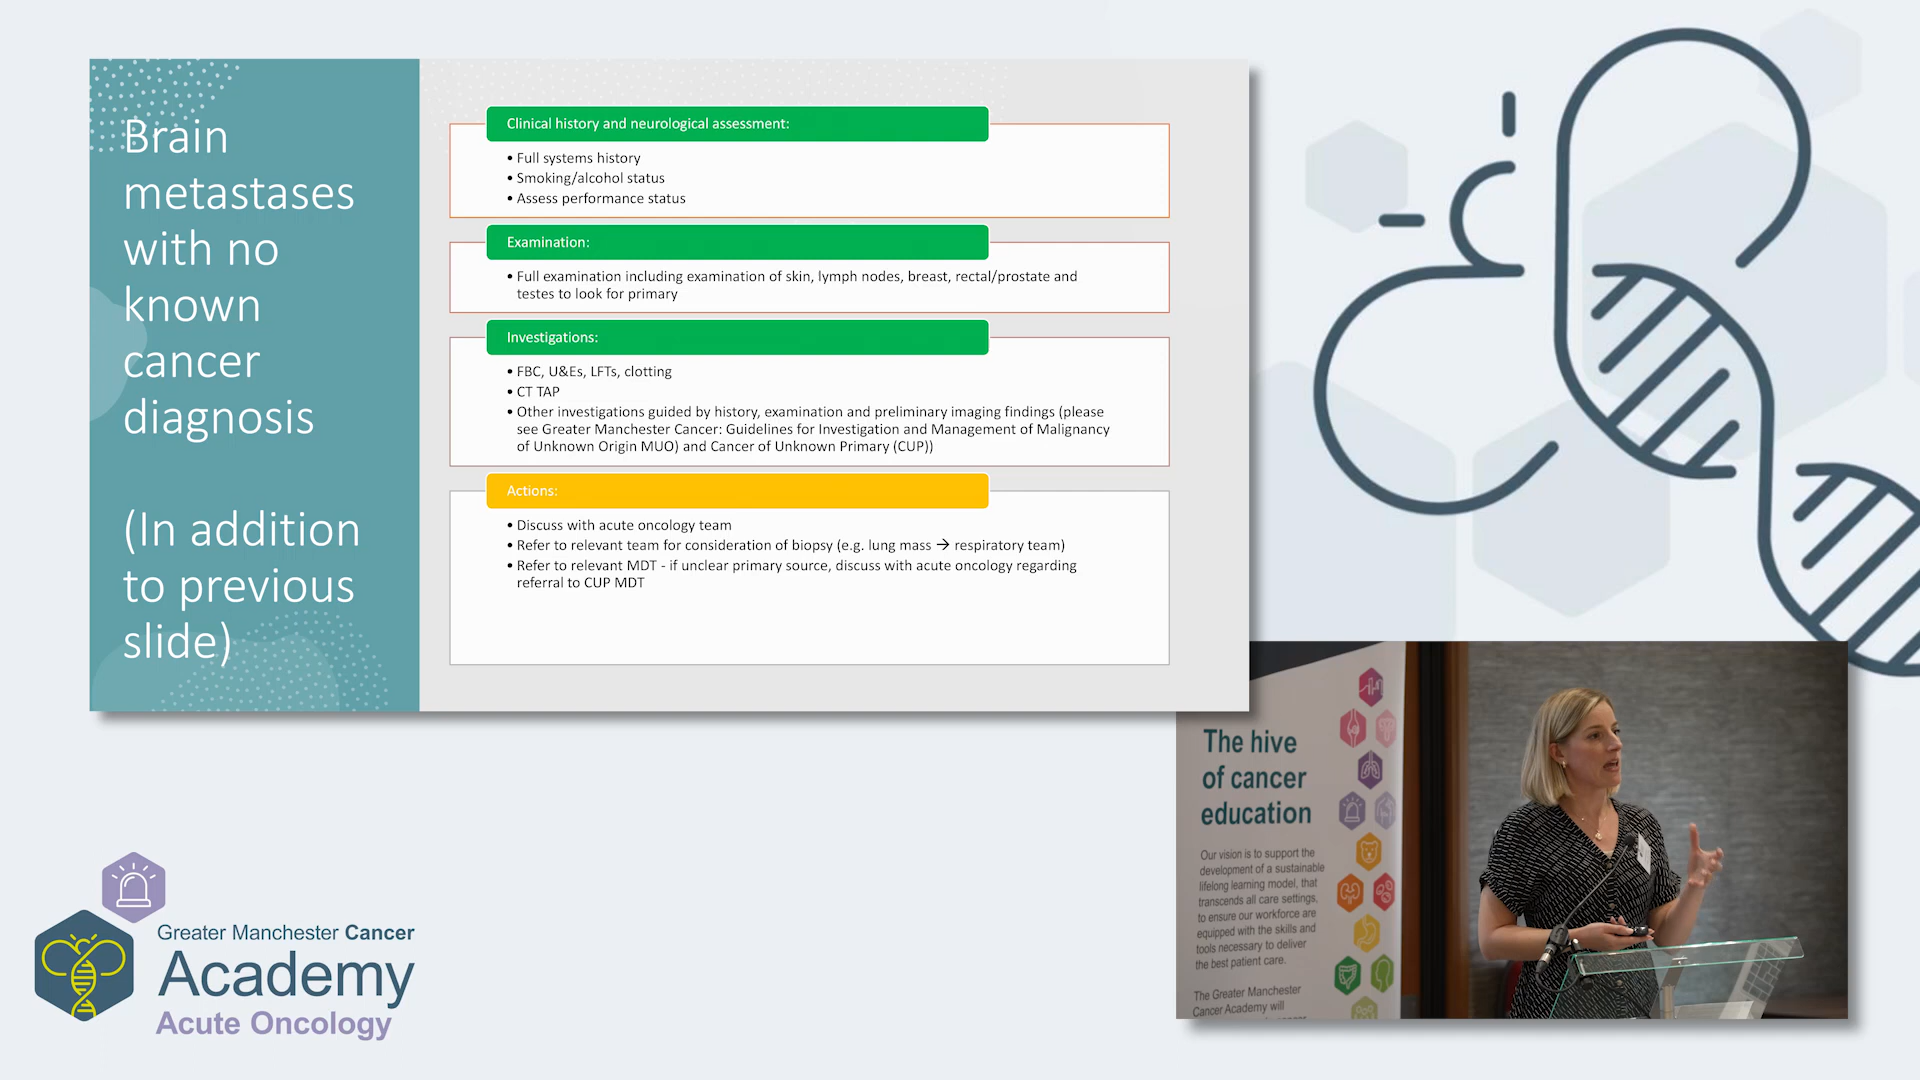 Brain
metastases
with no
known
cancer
diagnosis
(In addition
to previous
slide)
Clinical history and neurological assessment:
• Full systems history
• Smoking/alcohol status
• Assess performance status
Examination:
• Full examination including examination of skin, lymph nodes, breast, rectal/prostate and
testes to look for primary
Investigations:
• FBC, U&Es, LFTs, clotting
• CT TAP
• Other investigations guided by history, examination and preliminary imaging findings (please
see Greater Manchester Cancer: Guidelines for Investigation and Management of Malignancy
of Unknown Origin MUO) and Cancer of Unknown Primary (CUP))
Actions:
• Discuss with acute oncology team
• Refer to relevant team for consideration of biopsy (e.g. lung mass → respiratory team)
• Refer to relevant MDT - if unclear primary source, discuss with acute oncology regarding
referral to CUP MDT
The hive
of cancer
education
Our vision is to support the
development of a sustainable
lifelong learning model, that
transcends all care settings,
to ensure our workforce are
equipped with the skills and
tools necessary to deliver
the best patient care.
The Greater Manchester
Cancer Academy will
Greater Manchester Cancer
Academy
Acute Oncology